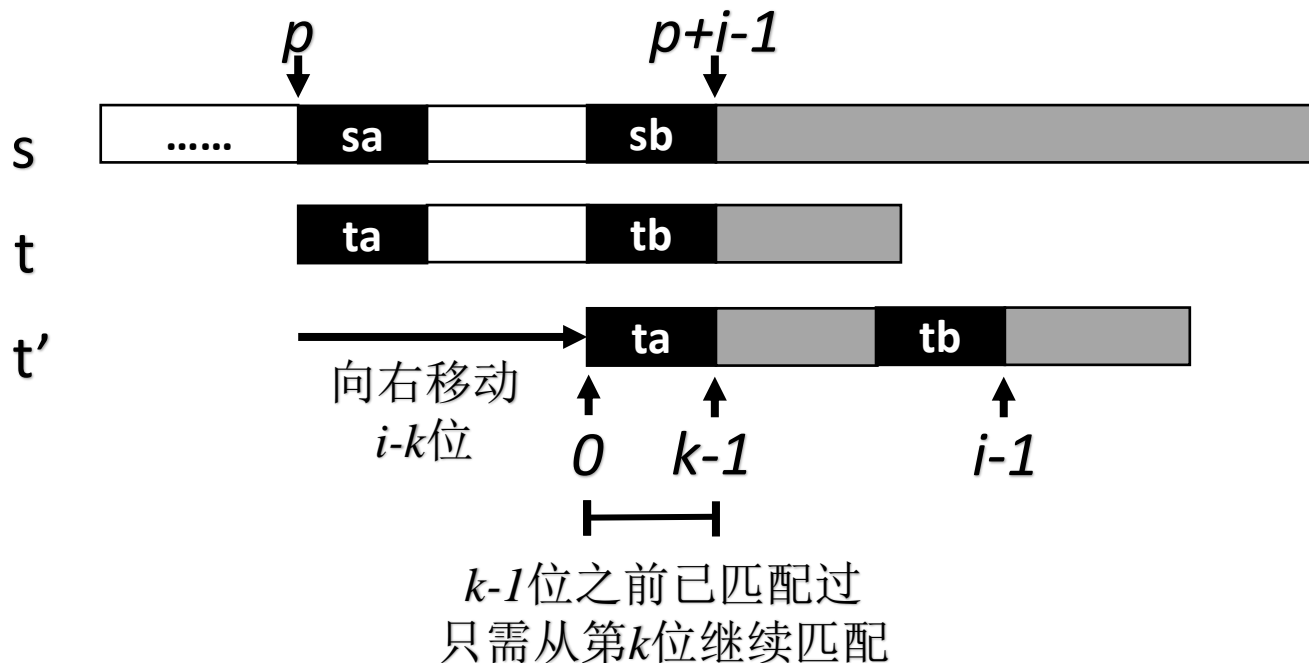 p p+i-1
s …… sa sb
t ta tb
t’ ta tb
向右移动
i-k位
0 k-1 i-1
k-1位之前已匹配过
只需从第k位继续匹配